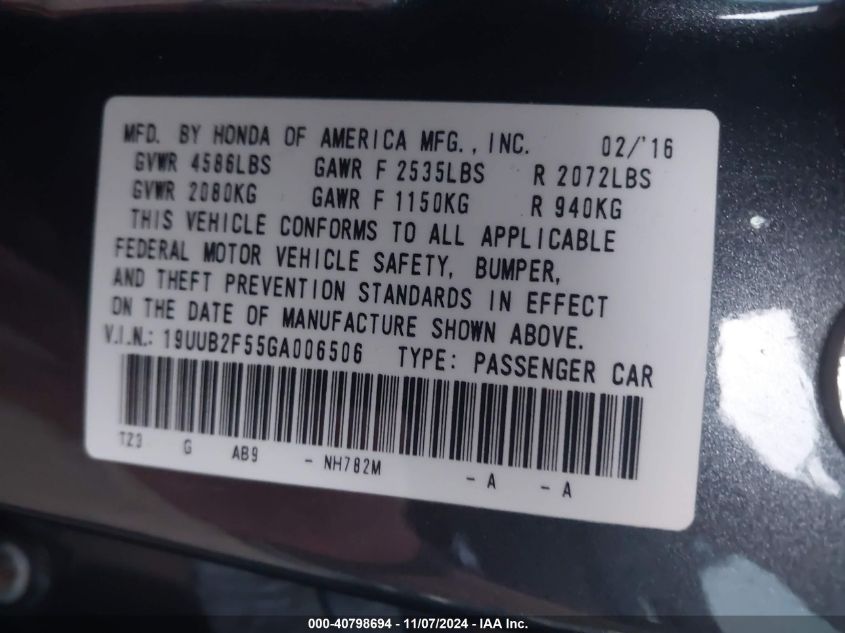 MFD. BY HONDA OF AMERICA MFG., INC. 02/'16
GVWR 4586LBS GAWR F 2535LBS R 2072LBS
GVWR 2080KG GAWR F 1150KG R 940KG
THIS VEHICLE CONFORMS TO ALL APPLICABLE
FEDERAL MOTOR VEHICLE SAFETY, BUMPER,
AND THEFT PREVENTION STANDARDS IN EFFECT
ON THE DATE OF MANUFACTURE SHOWN ABOVE.
V.I.N.: 19UUB2F55GA006506 TYPE: PASSENGER CAR
TZ3 G AB9 - NH782M - A - A
000-40798694 - 11/07/2024 - IAA Inc.